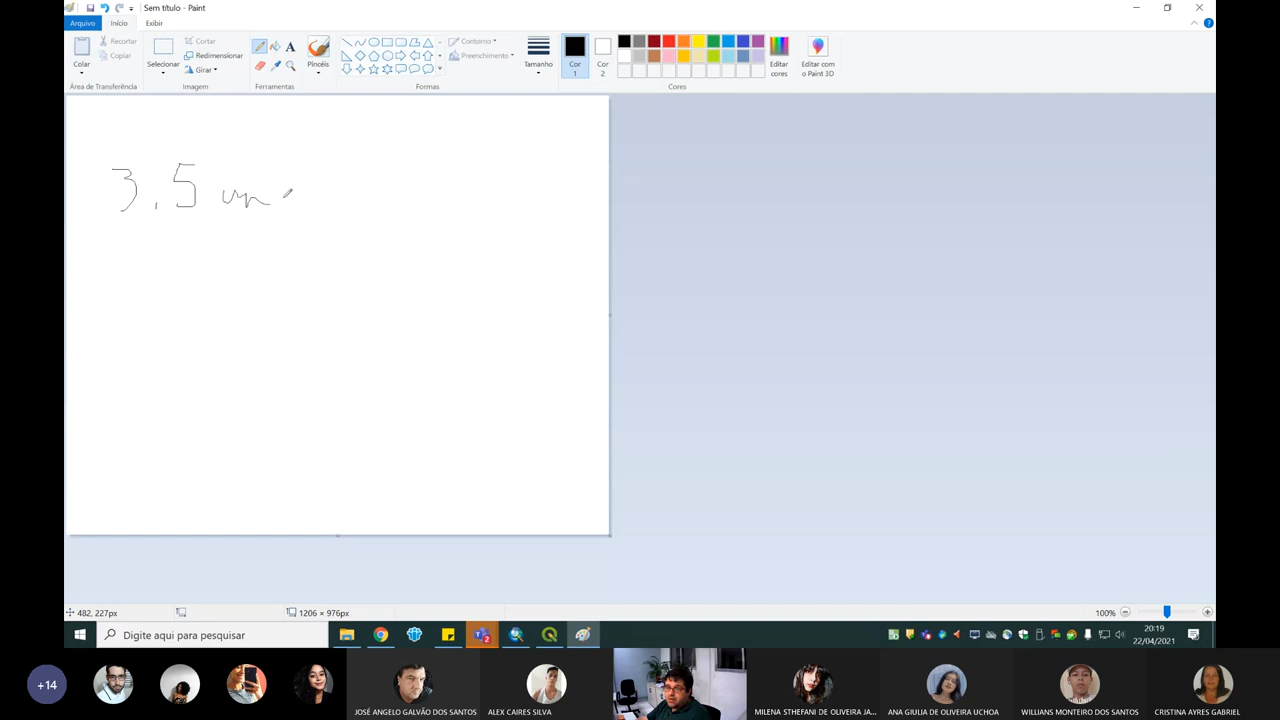 Sem título - Paint
Arquivo Início Exibir
Colar
Recortar
Copiar
Área de Transferência
Selecionar
Cortar
Redimensionar
Girar
Imagem
Ferramentas
Pincéis
Formas
Contorno
Preenchimento
Tamanho
Cor
1
Cor
2
Editar
cores
Editar com
o Paint 3D
Cores
3,5 cm
482, 227px
1206 × 976px
100%
Digite aqui para pesquisar
2
20:19
22/04/2021
+14
JOSÉ ANGELO GALVÃO DOS SANTOS
ALEX CAIRES SILVA
MILENA STHEFANI DE OLIVEIRA JA...
ANA GIULIA DE OLIVEIRA UCHOA
WILLIANS MONTEIRO DOS SANTOS
CRISTINA AYRES GABRIEL